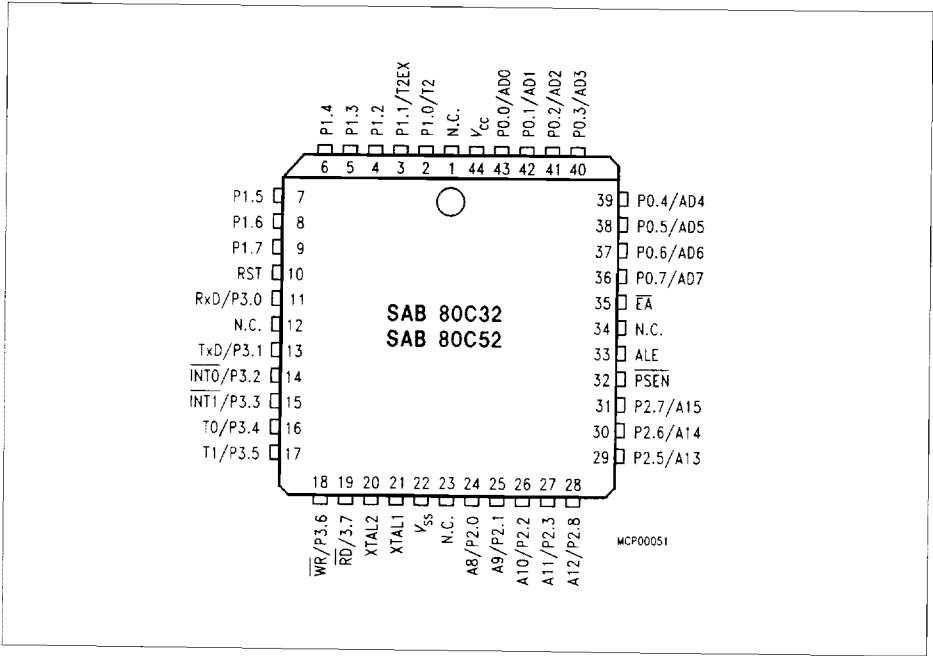 P1.4
P1.3
P1.2
P1.1/T2EX
P1.0/T2
N.C.
VCC
P0.0/AD0
P0.1/AD1
P0.2/AD2
P0.3/AD3
6 5 4 3 2 1 44 43 42 41 40
P1.5 7
P1.6 8
P1.7 9
RST 10
RxD/P3.0 11
N.C. 12
TxD/P3.1 13
INT0/P3.2 14
INT1/P3.3 15
T0/P3.4 16
T1/P3.5 17
SAB 80C32
SAB 80C52
39 P0.4/AD4
38 P0.5/AD5
37 P0.6/AD6
36 P0.7/AD7
35 EA
34 N.C.
33 ALE
32 PSEN
31 P2.7/A15
30 P2.6/A14
29 P2.5/A13
18 19 20 21 22 23 24 25 26 27 28
WR/P3.6
RD/3.7
XTAL2
XTAL1
VSS
N.C.
A8/P2.0
A9/P2.1
A10/P2.2
A11/P2.3
A12/P2.8
MCP00051